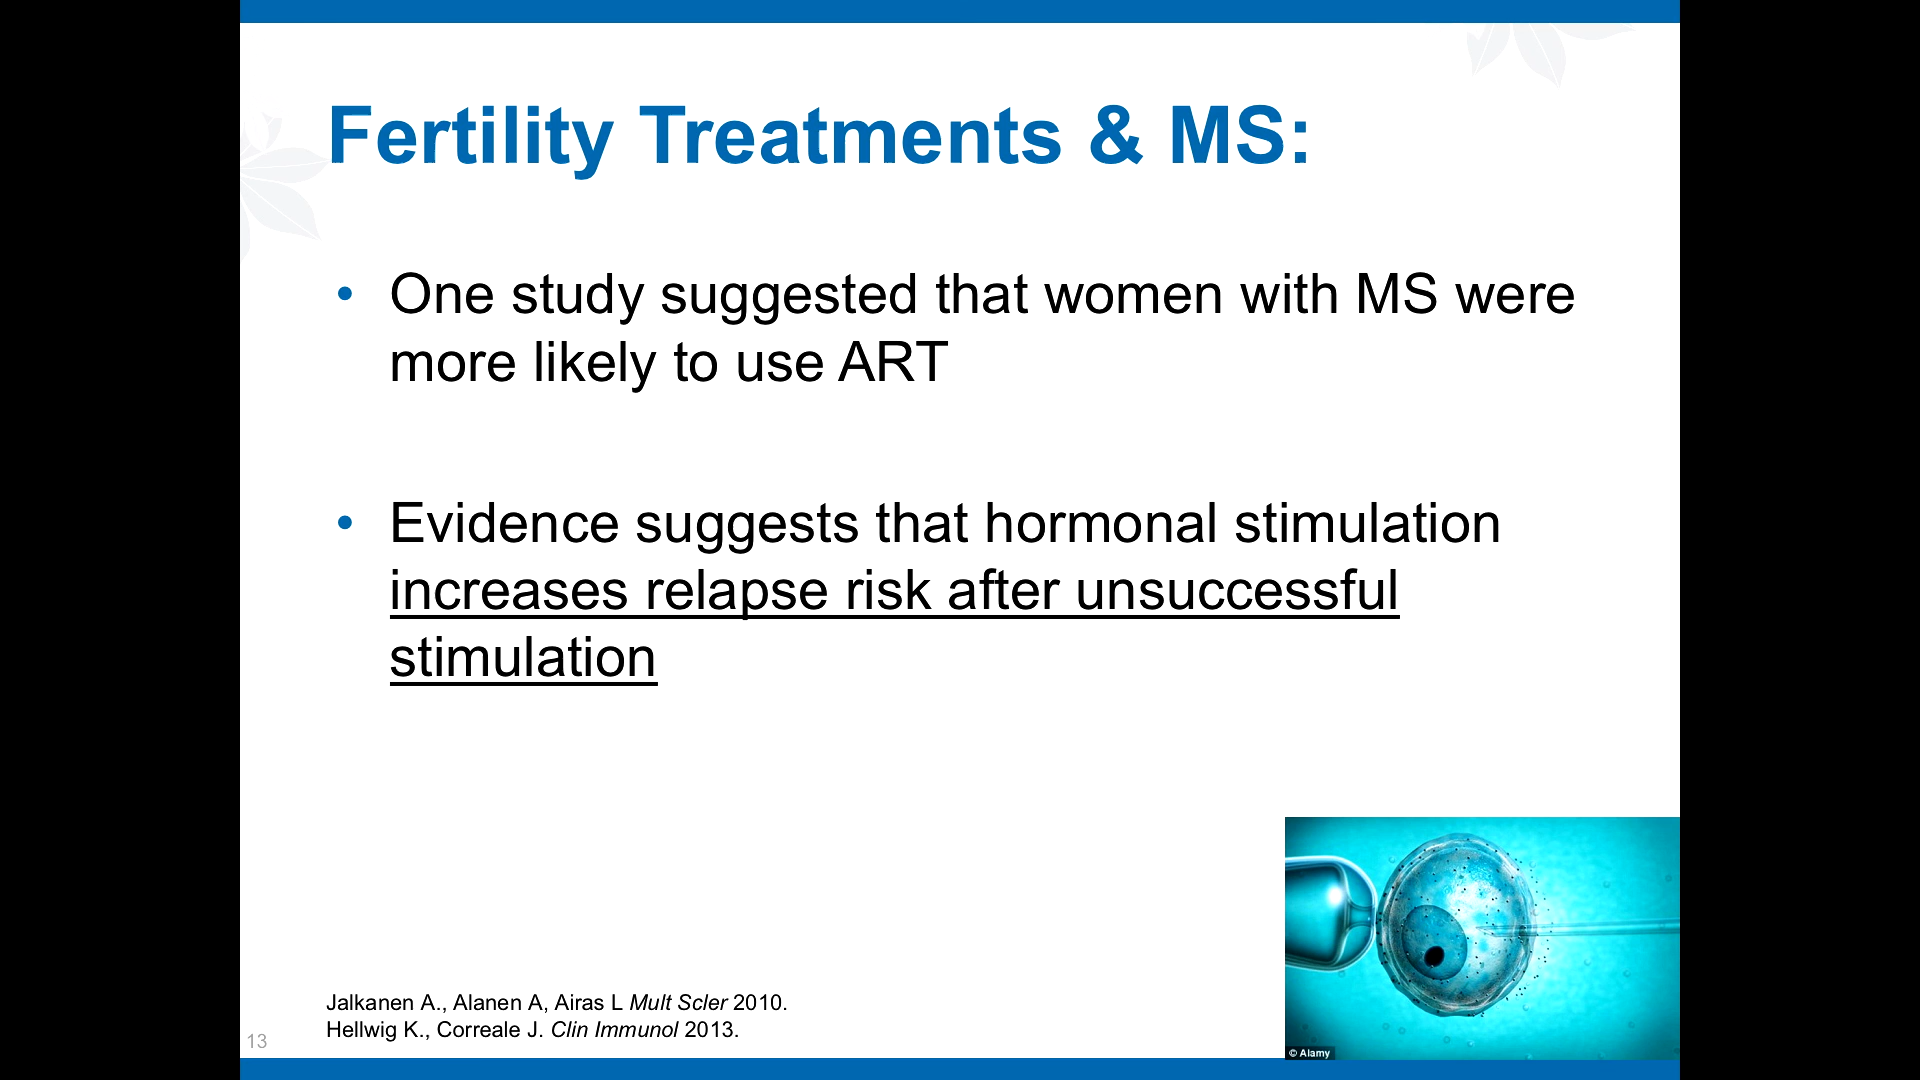 Fertility Treatments & MS:
• One study suggested that women with MS were
more likely to use ART
• Evidence suggests that hormonal stimulation
increases relapse risk after unsuccessful
stimulation
Jalkanen A., Alanen A, Airas L Mult Scler 2010.
Hellwig K., Correale J. Clin Immunol 2013.
13
© Alamy